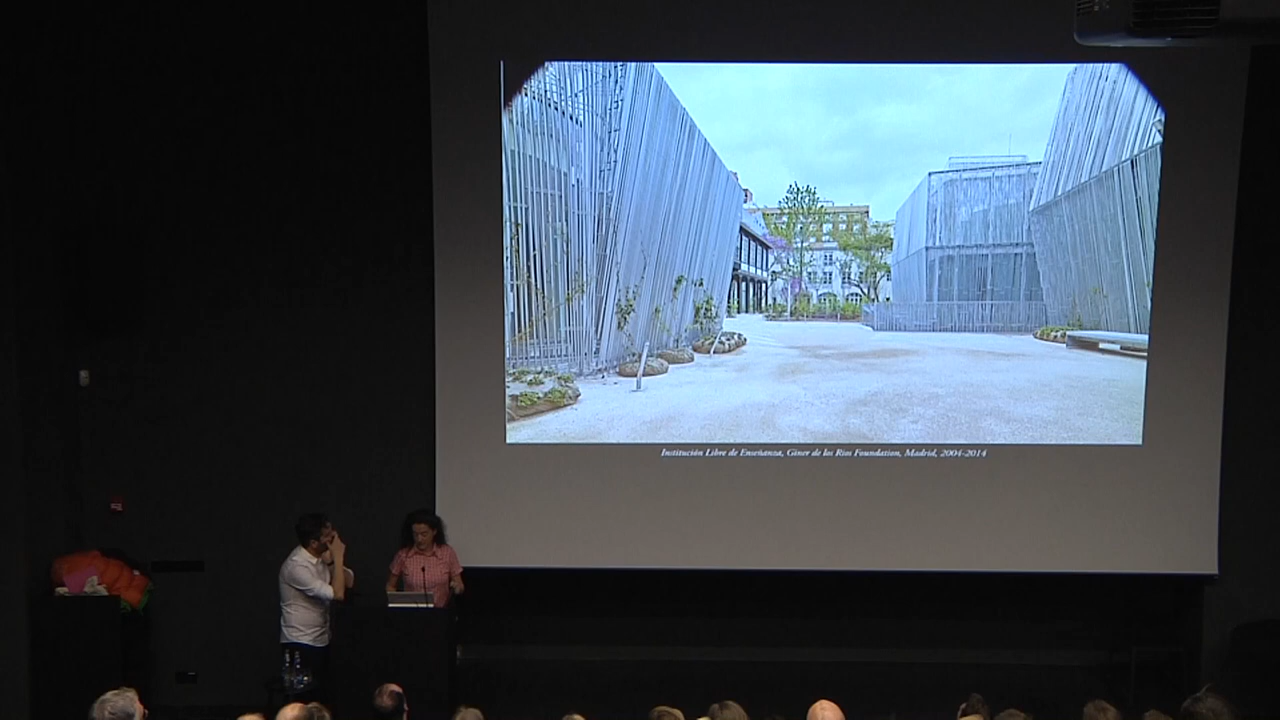 Institución Libre de Enseñanza, Giner de los Ríos Foundation, Madrid, 2004-2014